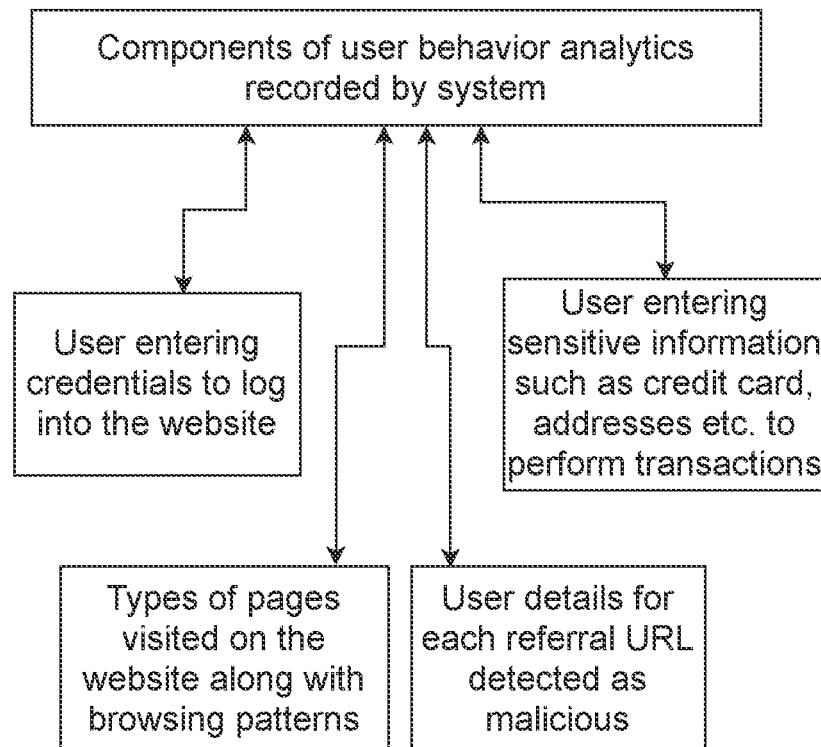 Components of user behavior analytics
recorded by system
User entering
credentials to log
into the website
User entering
sensitive information
such as credit card,
addresses etc. to
perform transactions
Types of pages
visited on the
website along with
browsing patterns
User details for
each referral URL
detected as
malicious